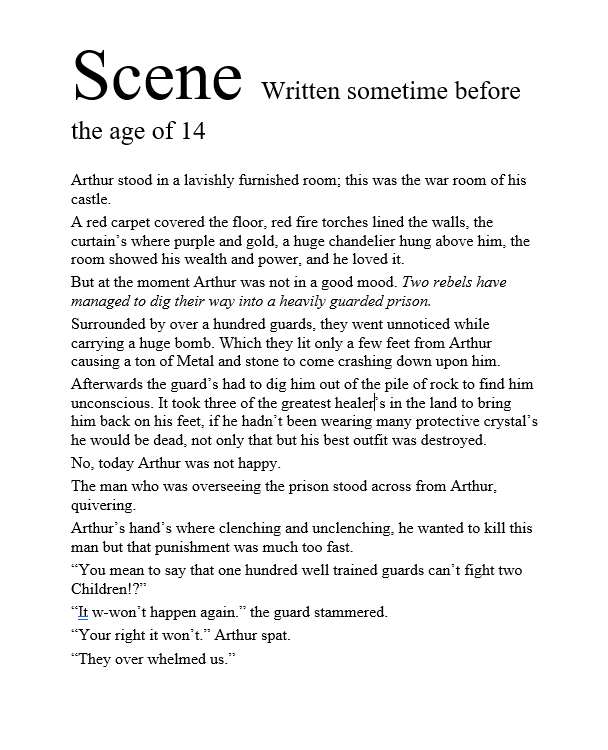 Scene Written sometime before
the age of 14
Arthur stood in a lavishly furnished room; this was the war room of his
castle.
A red carpet covered the floor, red fire torches lined the walls, the
curtain’s where purple and gold, a huge chandelier hung above him, the
room showed his wealth and power, and he loved it.
But at the moment Arthur was not in a good mood. Two rebels have
managed to dig their way into a heavily guarded prison.
Surrounded by over a hundred guards, they went unnoticed while
carrying a huge bomb. Which they lit only a few feet from Arthur
causing a ton of Metal and stone to come crashing down upon him.
Afterwards the guard’s had to dig him out of the pile of rock to find him
unconscious. It took three of the greatest healer’s in the land to bring
him back on his feet, if he hadn’t been wearing many protective crystal’s
he would be dead, not only that but his best outfit was destroyed.
No, today Arthur was not happy.
The man who was overseeing the prison stood across from Arthur,
quivering.
Arthur’s hand’s where clenching and unclenching, he wanted to kill this
man but that punishment was much too fast.
“You mean to say that one hundred well trained guards can’t fight two
Children!?”
“It w-won’t happen again.” the guard stammered.
“Your right it won’t.” Arthur spat.
“They over whelmed us.”